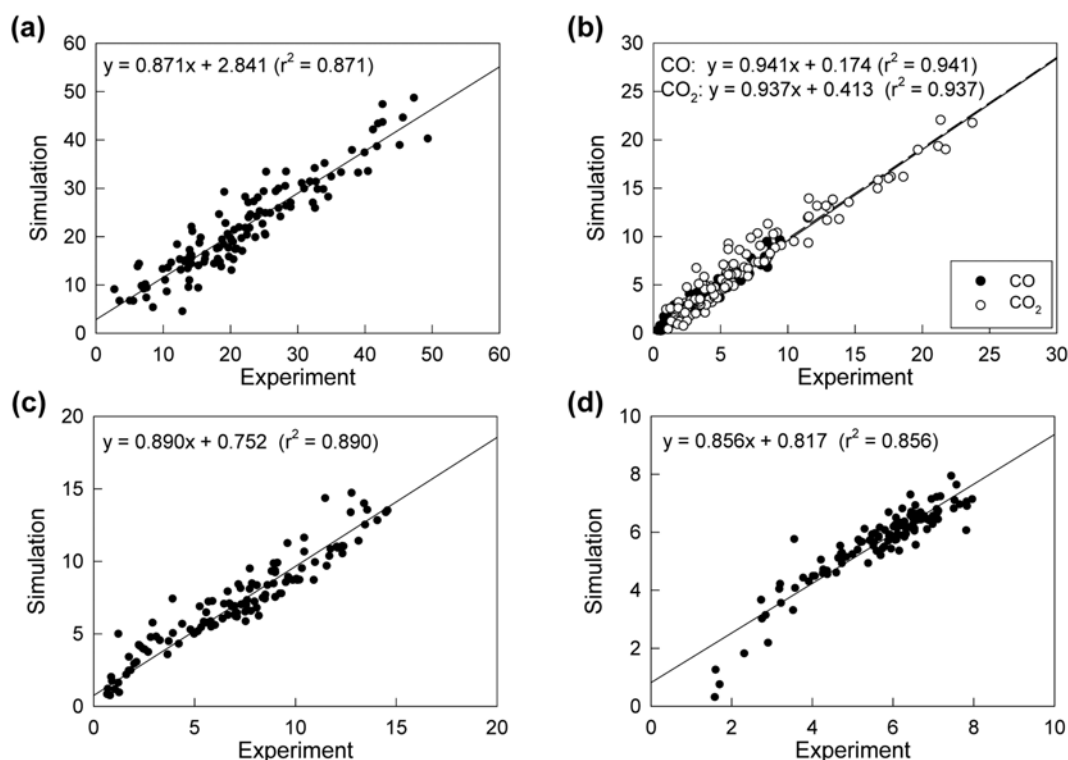 (a)
60
50
40
30
20
10
0
Simulation
y = 0.871x + 2.841 (r² = 0.871)
0 10 20 30 40 50 60
Experiment
(b)
30
25
20
15
10
5
0
Simulation
CO: y = 0.941x + 0.174 (r² = 0.941)
CO₂: y = 0.937x + 0.413 (r² = 0.937)
CO
CO₂
0 5 10 15 20 25 30
Experiment
(c)
20
15
10
5
0
Simulation
y = 0.890x + 0.752 (r² = 0.890)
0 5 10 15 20
Experiment
(d)
10
8
6
4
2
0
Simulation
y = 0.856x + 0.817 (r² = 0.856)
0 2 4 6 8 10
Experiment